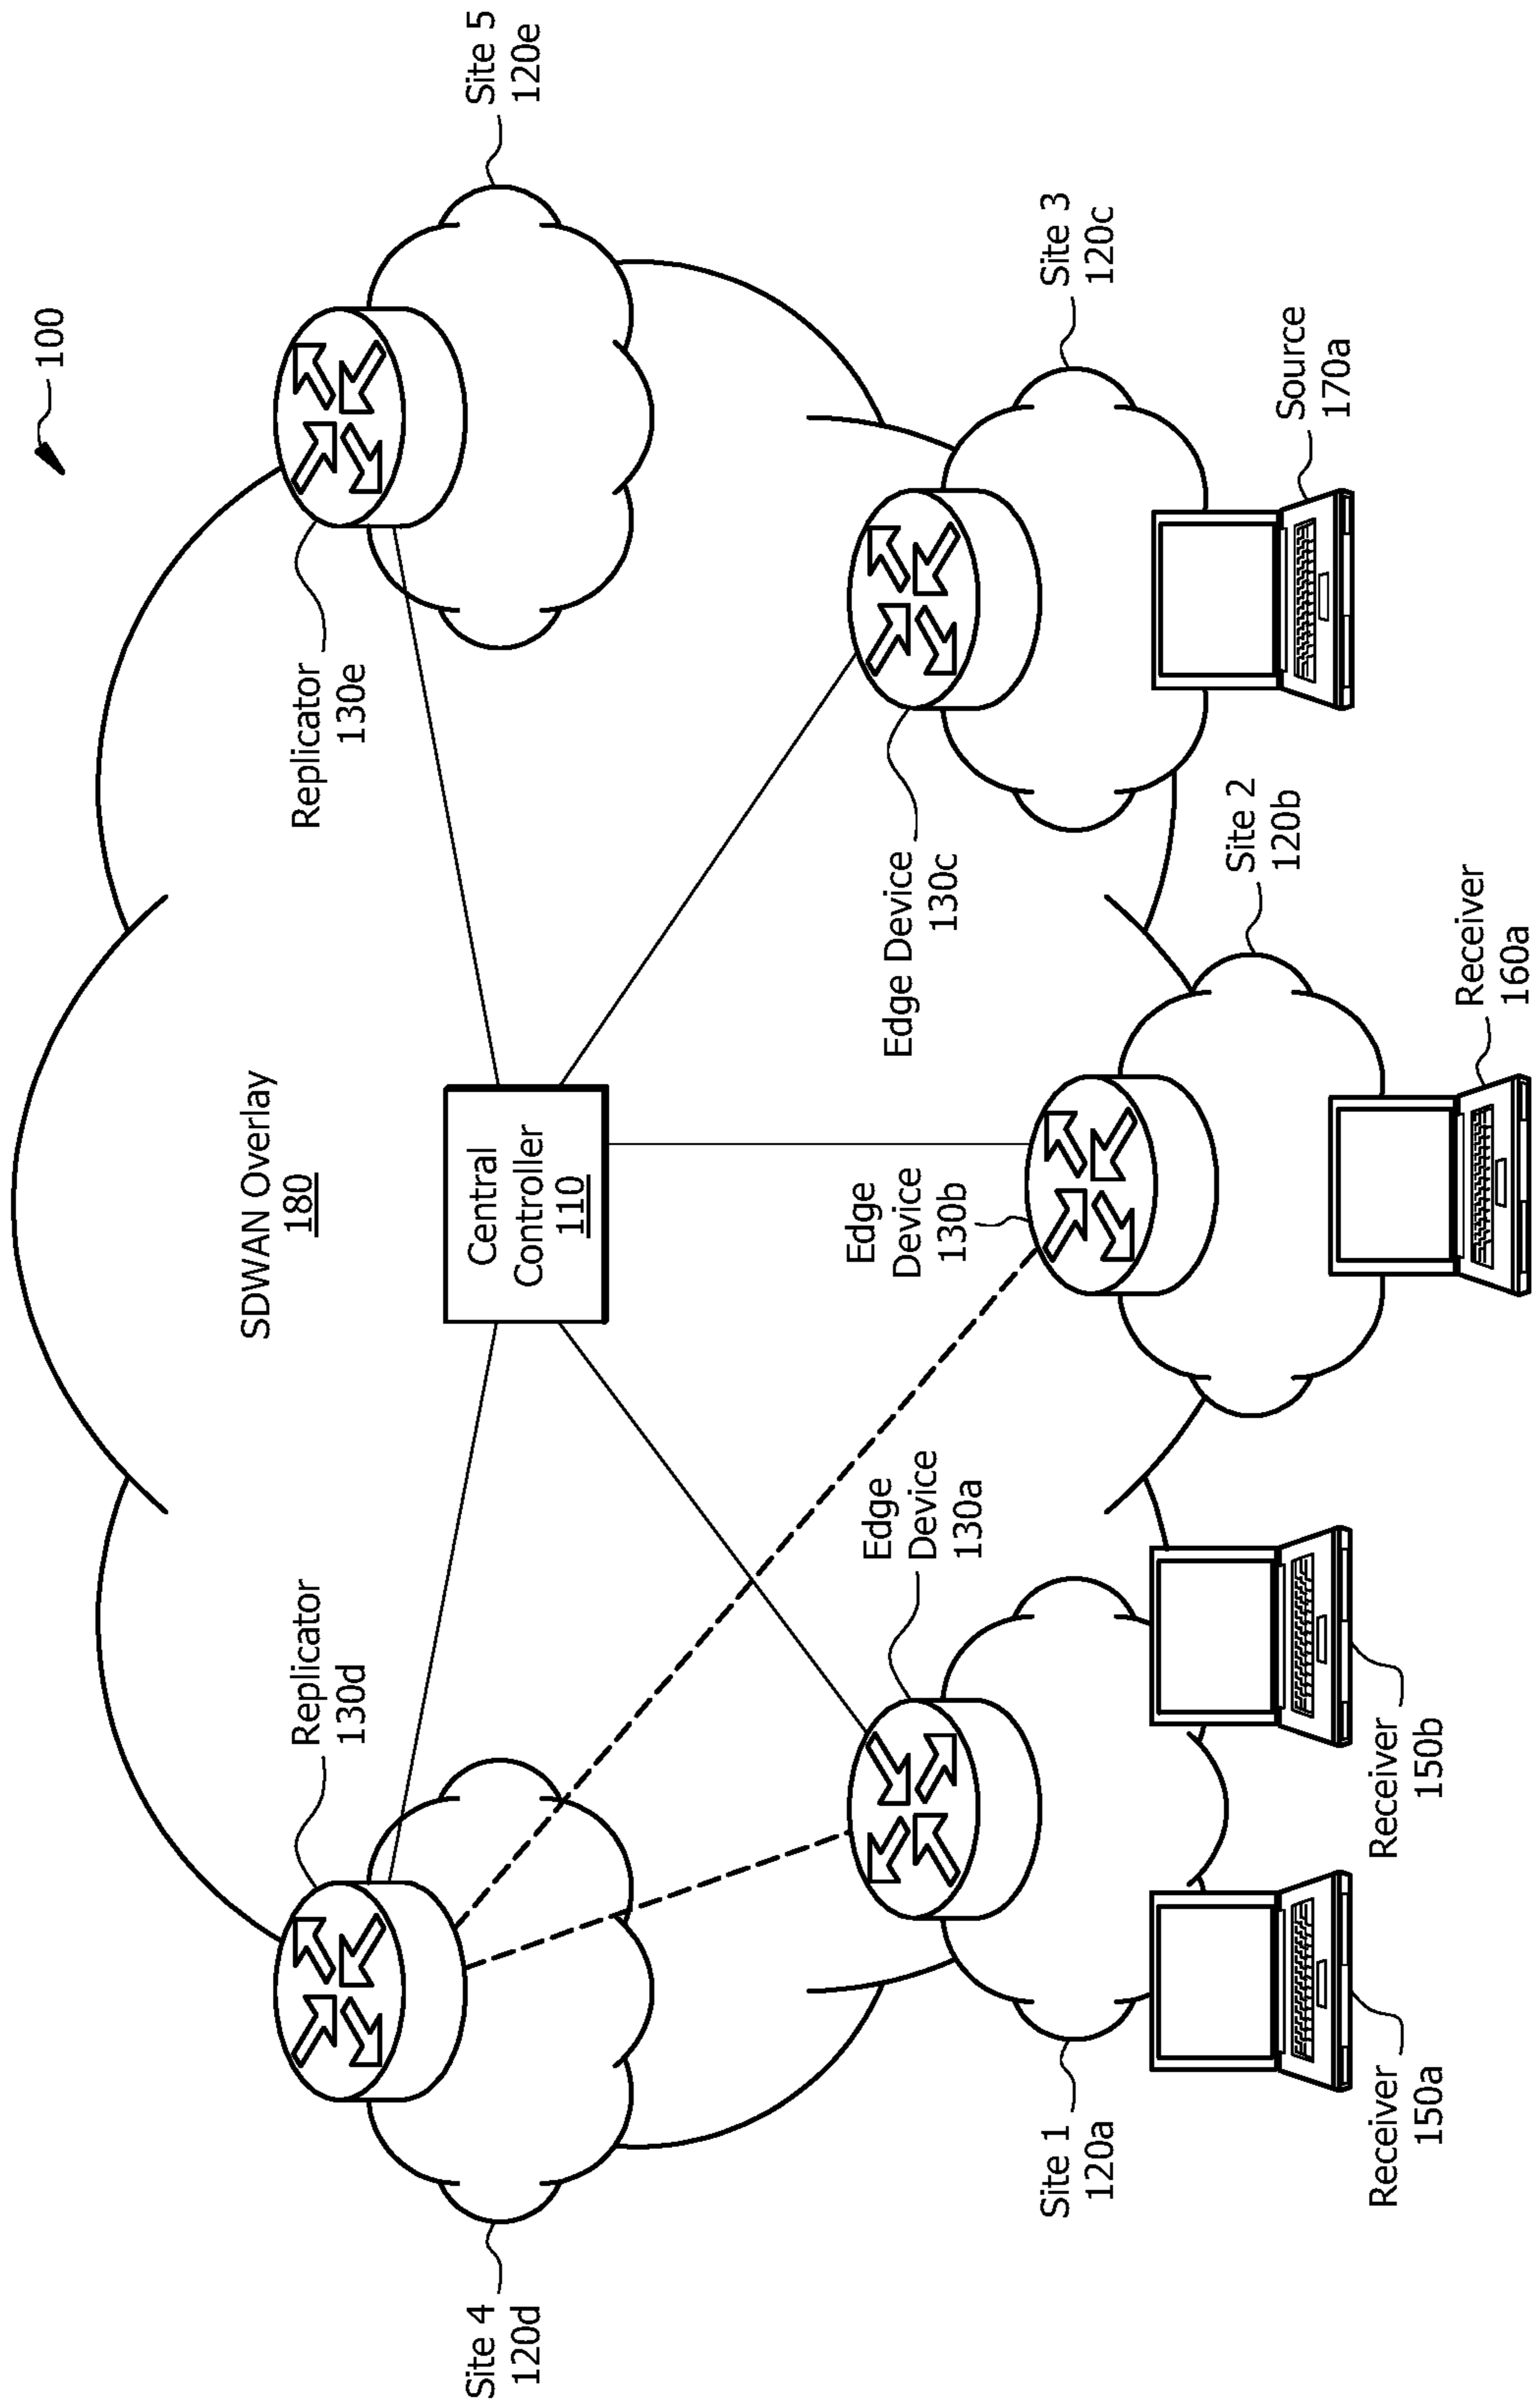 100
SDWAN Overlay
180
Site 4
120d
Replicator
130d
Central
Controller
110
Replicator
130e
Site 5
120e
Site 1
120a
Edge
Device
130a
Edge
Device
130b
Edge Device
130c
Site 3
120c
Receiver
150a
Receiver
150b
Site 2
120b
Receiver
160a
Source
170a